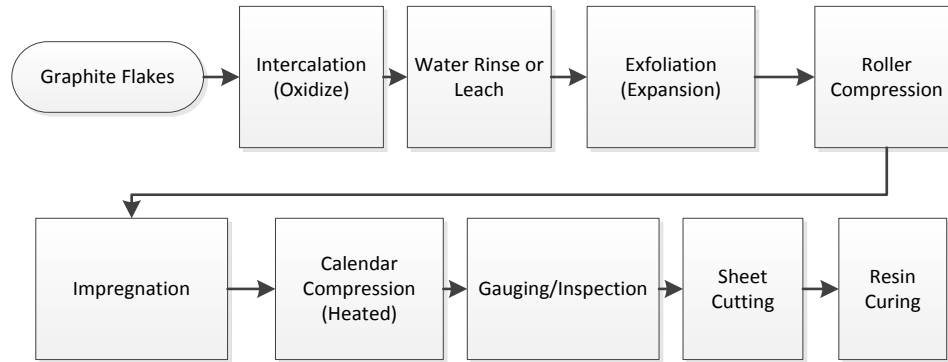 Graphite Flakes
Intercalation
(Oxidize)
Water Rinse or
Leach
Exfoliation
(Expansion)
Roller
Compression
Impregnation
Calendar
Compression
(Heated)
Gauging/Inspection
Sheet
Cutting
Resin
Curing